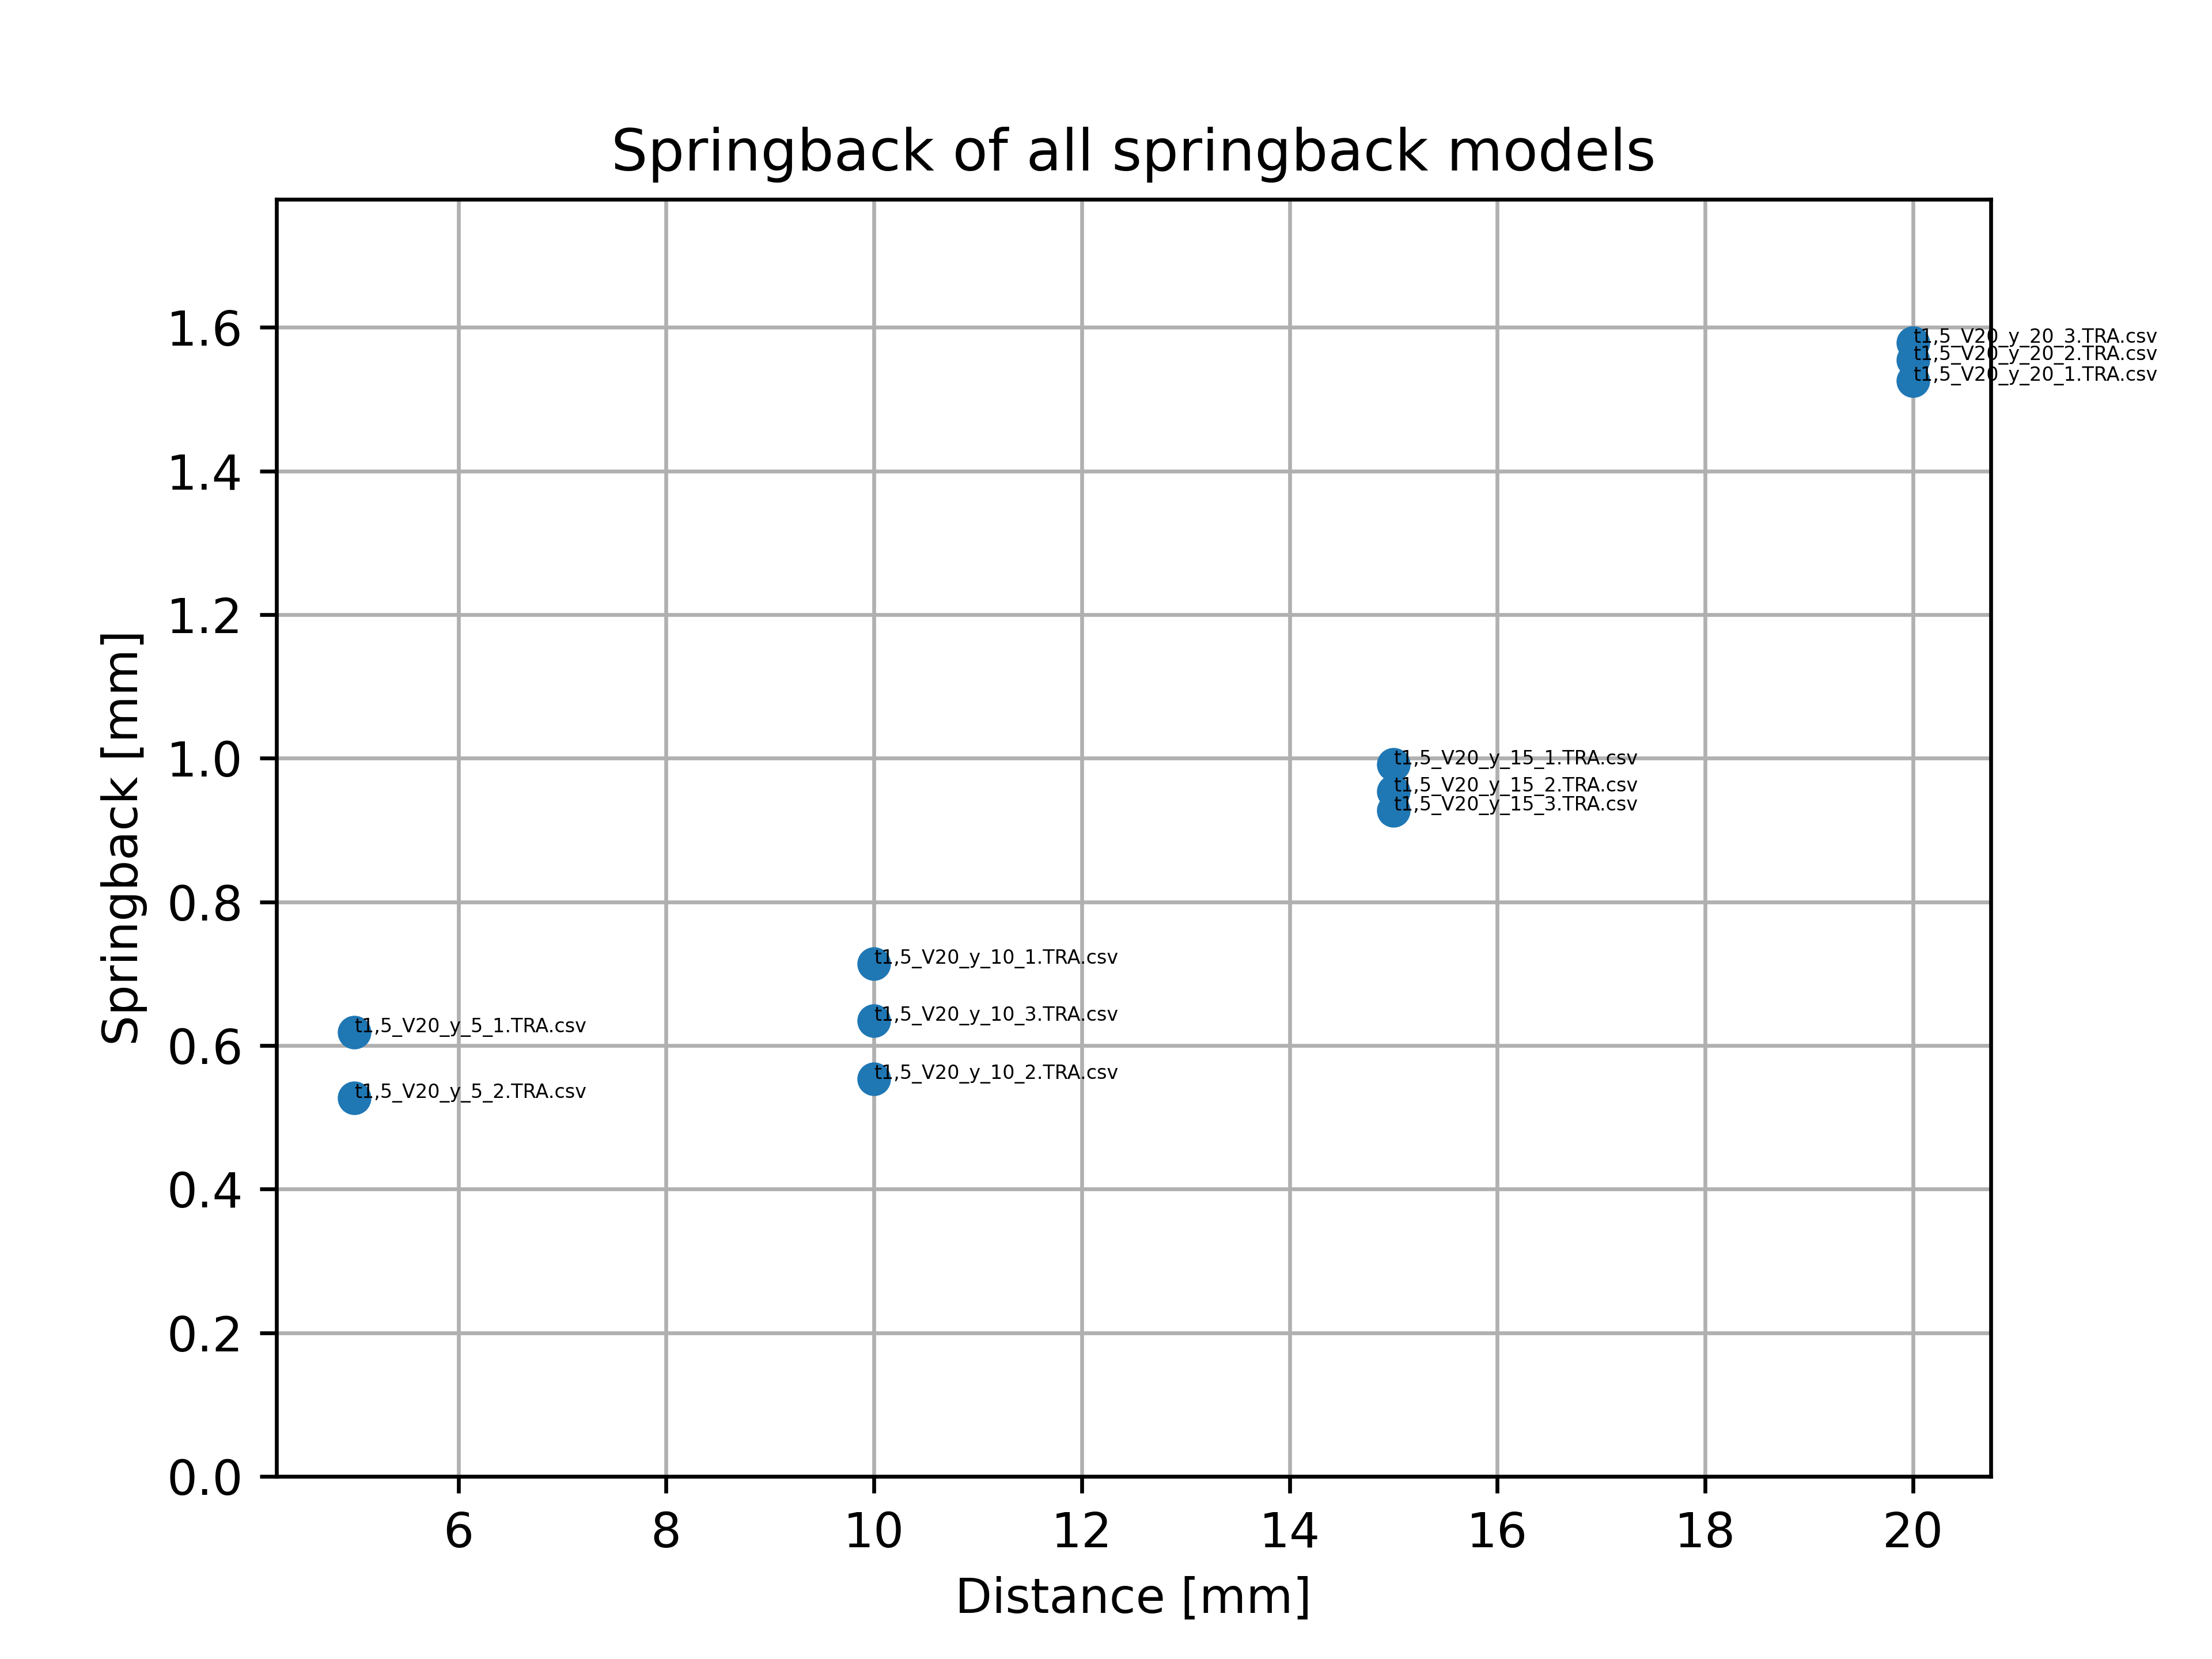 Springback of all springback models
1.6
1.4
1.2
1.0
0.8
0.6
0.4
0.2
0.0
Springback [mm]
t1,5_V20_y_20_3.TRA.csv
t1,5_V20_y_20_2.TRA.csv
t1,5_V20_y_20_1.TRA.csv
t1,5_V20_y_15_1.TRA.csv
t1,5_V20_y_15_2.TRA.csv
t1,5_V20_y_15_3.TRA.csv
t1,5_V20_y_10_1.TRA.csv
t1,5_V20_y_10_3.TRA.csv
t1,5_V20_y_10_2.TRA.csv
t1,5_V20_y_5_1.TRA.csv
t1,5_V20_y_5_2.TRA.csv
6 8 10 12 14 16 18 20
Distance [mm]